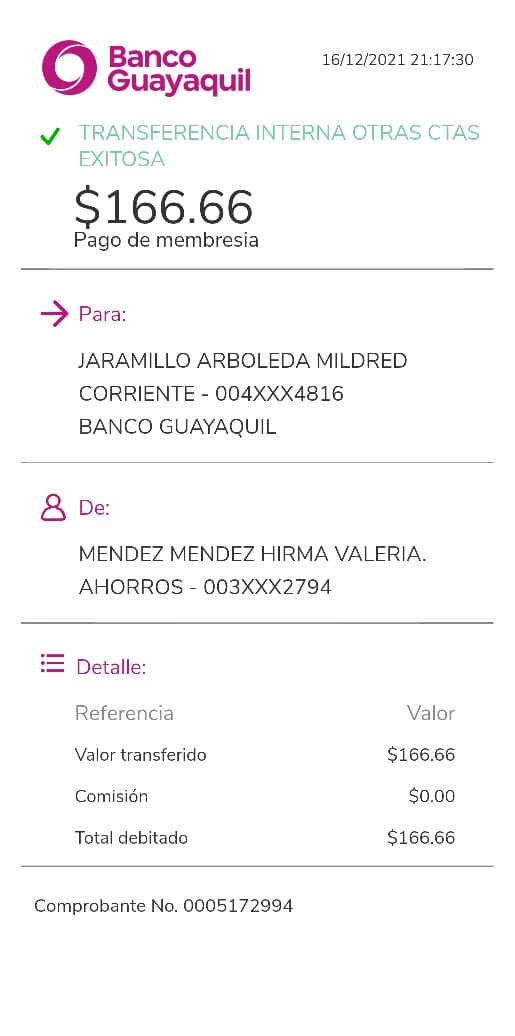 Banco
Guayaquil
16/12/2021 21:17:30
TRANSFERENCIA INTERNA OTRAS CTAS
EXITOSA
$166.66
Pago de membresia
Para:
JARAMILLO ARBOLEDA MILDRED
CORRIENTE - 004XXX4816
BANCO GUAYAQUIL
De:
MENDEZ MENDEZ HIRMA VALERIA.
AHORROS - 003XXX2794
Detalle:
Referencia Valor
Valor transferido $166.66
Comisión $0.00
Total debitado $166.66
Comprobante No. 0005172994